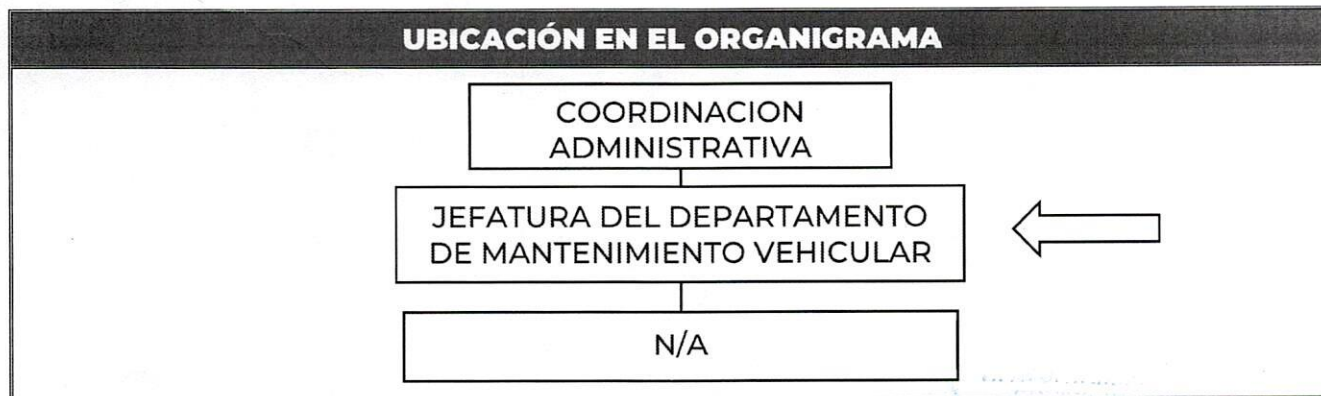 UBICACIÓN EN EL ORGANIGRAMA
COORDINACION
ADMINISTRATIVA
JEFATURA DEL DEPARTAMENTO
DE MANTENIMIENTO VEHICULAR
N/A